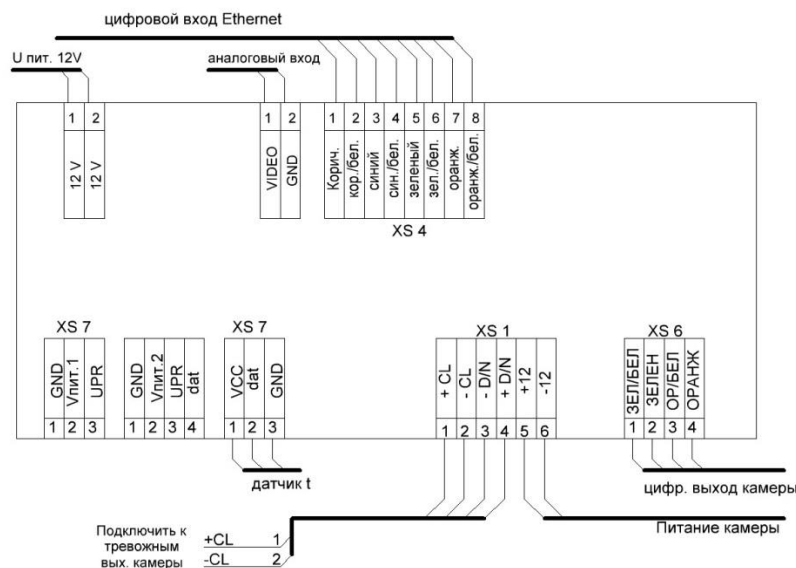 цифровой вход Ethernet
U пит. 12V
аналоговый вход
1 2
12 V
12 V
1 2
VIDEO
GND
1 2 3 4 5 6 7 8
Корич.
кор./бел.
синий
син./бел.
зеленый
зел./бел.
оранж.
оранж./бел.
XS 4
XS 7
GND
Vпит.1
UPR
1 2 3
GND
Vпит.2
UPR
dat
1 2 3 4
XS 7
VCC
dat
GND
1 2 3
датчик t
XS 1
+ CL
- CL
- D/N
+ D/N
+12
-12
1 2 3 4 5 6
XS 6
ЗЕЛ/БЕЛ
ЗЕЛЕН
ОР/БЕЛ
ОРАНЖ
1 2 3 4
цифр. выход камеры
Питание камеры
Подключить к
тревожным
вых. камеры
+CL 1
-CL 2